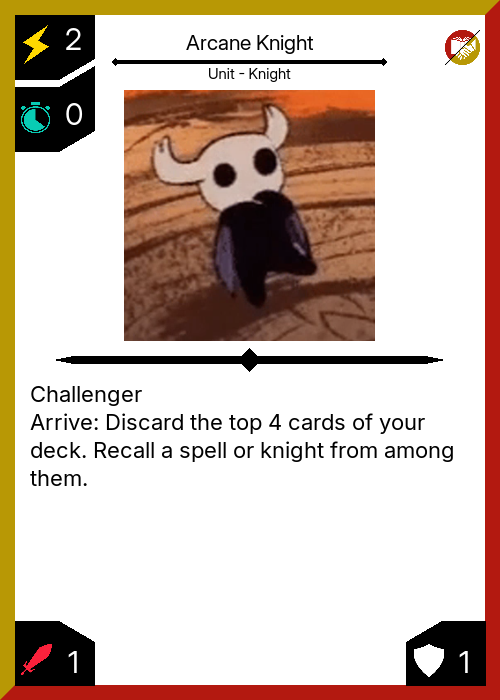 2
Arcane Knight
Unit - Knight
0
Challenger
Arrive: Discard the top 4 cards of your
deck. Recall a spell or knight from among
them.
1
1